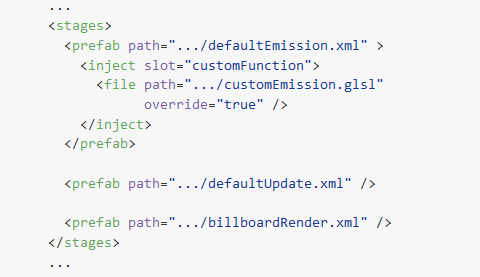 ...
<stages>
  <prefab path=".../defaultEmission.xml" >
    <inject slot="customFunction">
      <file path=".../customEmission.glsl"
            override="true" />
    </inject>
  </prefab>

  <prefab path=".../defaultUpdate.xml" />

  <prefab path=".../billboardRender.xml" />
</stages>
...